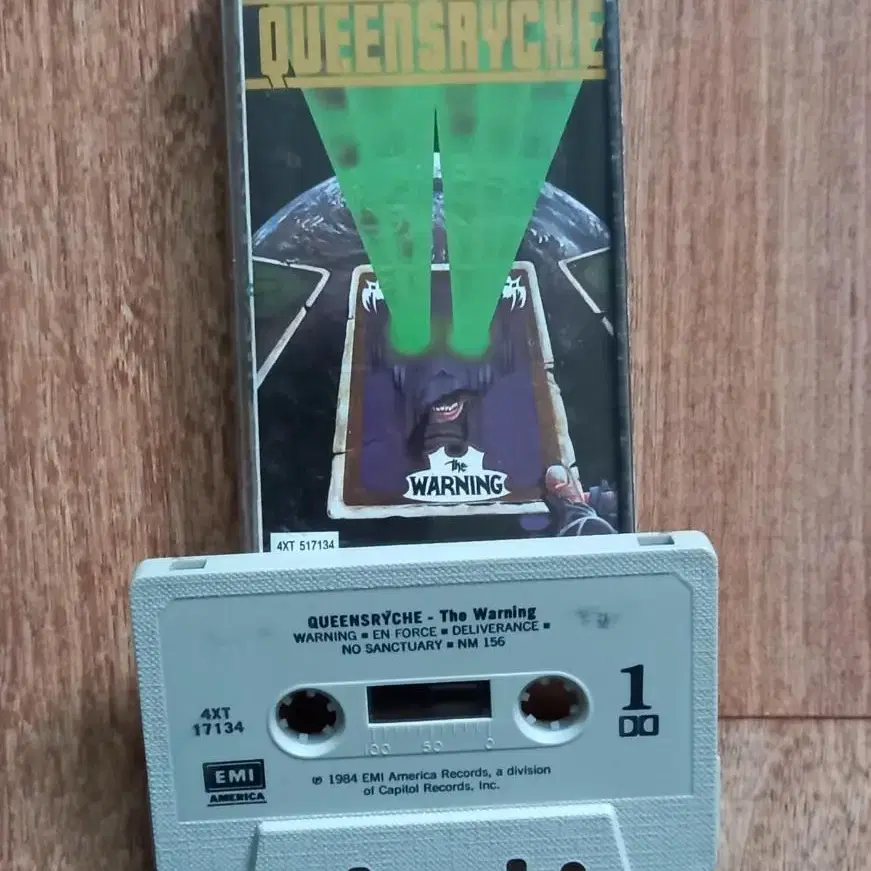 QUEENSRYCHE
The
WARNING
4XT 517134
QUEENSRŸCHE - The Warning
WARNING ▪ EN FORCE ▪ DELIVERANCE ▪
NO SANCTUARY ▪ NM 156
1
4XT
17134
100 50 0
EMI
AMERICA
℗ 1984 EMI America Records, a division
of Capitol Records, Inc.